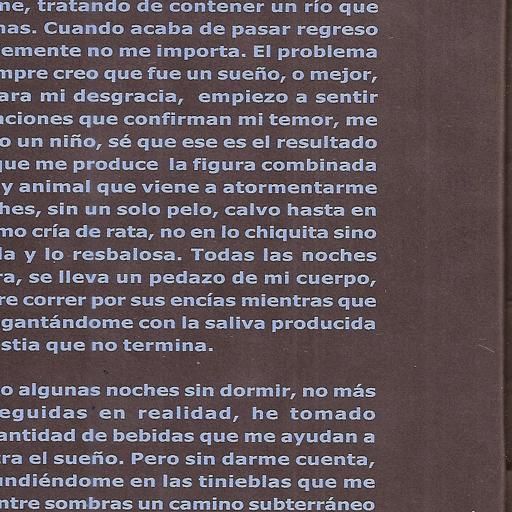 me, tratando de contener un río que
nas. Cuando acaba de pasar regreso
emente no me importa. El problema
mpre creo que fue un sueño, o mejor,
ara mi desgracia, empiezo a sentir
aciones que confirman mi temor, me
o un niño, sé que ese es el resultado
que me produce la figura combinada
y animal que viene a atormentarme
hes, sin un solo pelo, calvo hasta en
mo cría de rata, no en lo chiquita sino
la y lo resbalosa. Todas las noches
ra, se lleva un pedazo de mi cuerpo,
re correr por sus encías mientras que
gantándome con la saliva producida
stia que no termina.
o algunas noches sin dormir, no más
eguidas en realidad, he tomado
antidad de bebidas que me ayudan a
tra el sueño. Pero sin darme cuenta,
undiéndome en las tinieblas que me
ntre sombras un camino subterráneo